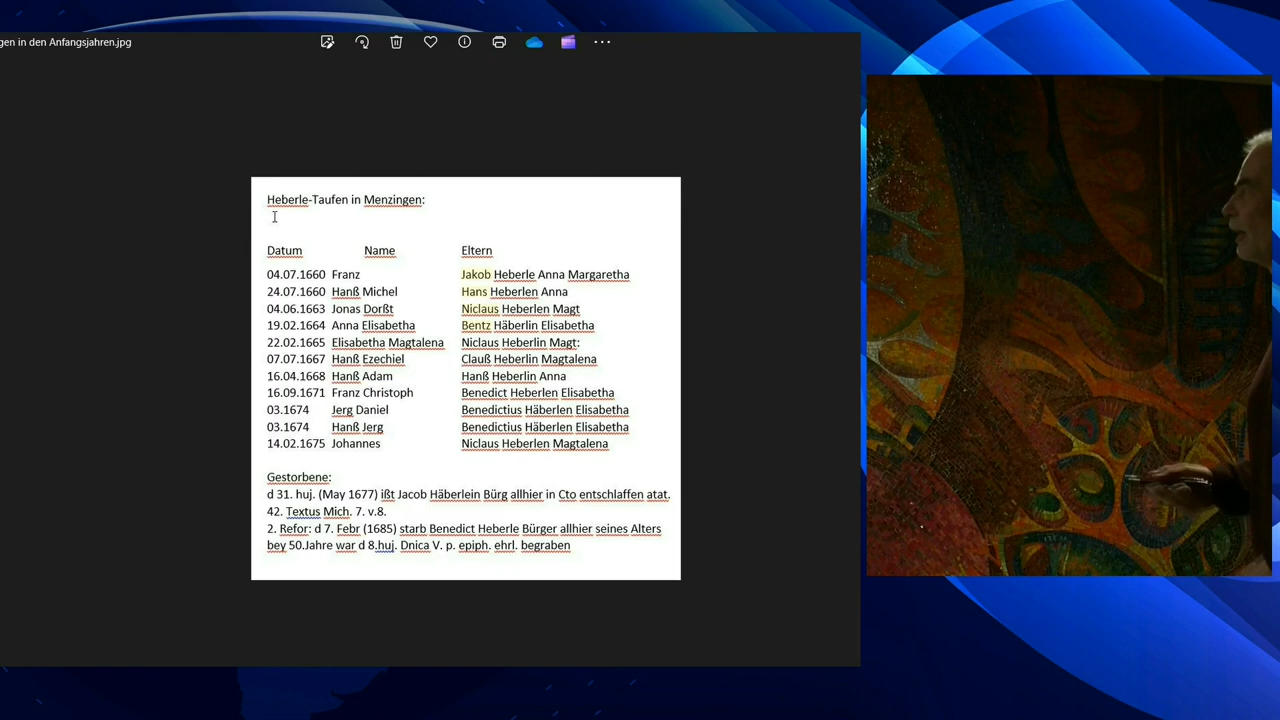 gen in den Anfangsjahren.jpg
Heberle-Taufen in Menzingen:
Datum Name Eltern
04.07.1660 Franz Jakob Heberle Anna Margaretha
24.07.1660 Hanß Michel Hans Heberlen Anna
04.06.1663 Jonas Dorßt Niclaus Heberlen Magt
19.02.1664 Anna Elisabetha Bentz Häberlin Elisabetha
22.02.1665 Elisabetha Magtalena Niclaus Heberlin Magt:
07.07.1667 Hanß Ezechiel Clauß Heberlin Magtalena
16.04.1668 Hanß Adam Hanß Heberlin Anna
16.09.1671 Franz Christoph Benedict Heberlen Elisabetha
03.1674 Jerg Daniel Benedictius Häberlen Elisabetha
03.1674 Hanß Jerg Benedictius Häberlen Elisabetha
14.02.1675 Johannes Niclaus Heberlen Magtalena
Gestorbene:
d 31. huj. (May 1677) ißt Jacob Häberlein Bürg allhier in Cto entschlaffen atat.
42. Textus Mich. 7. v.8.
2. Refor: d 7. Febr (1685) starb Benedict Heberle Bürger allhier seines Alters
bey 50.Jahre war d 8.huj. Dnica V. p. epiph. ehrl. begraben